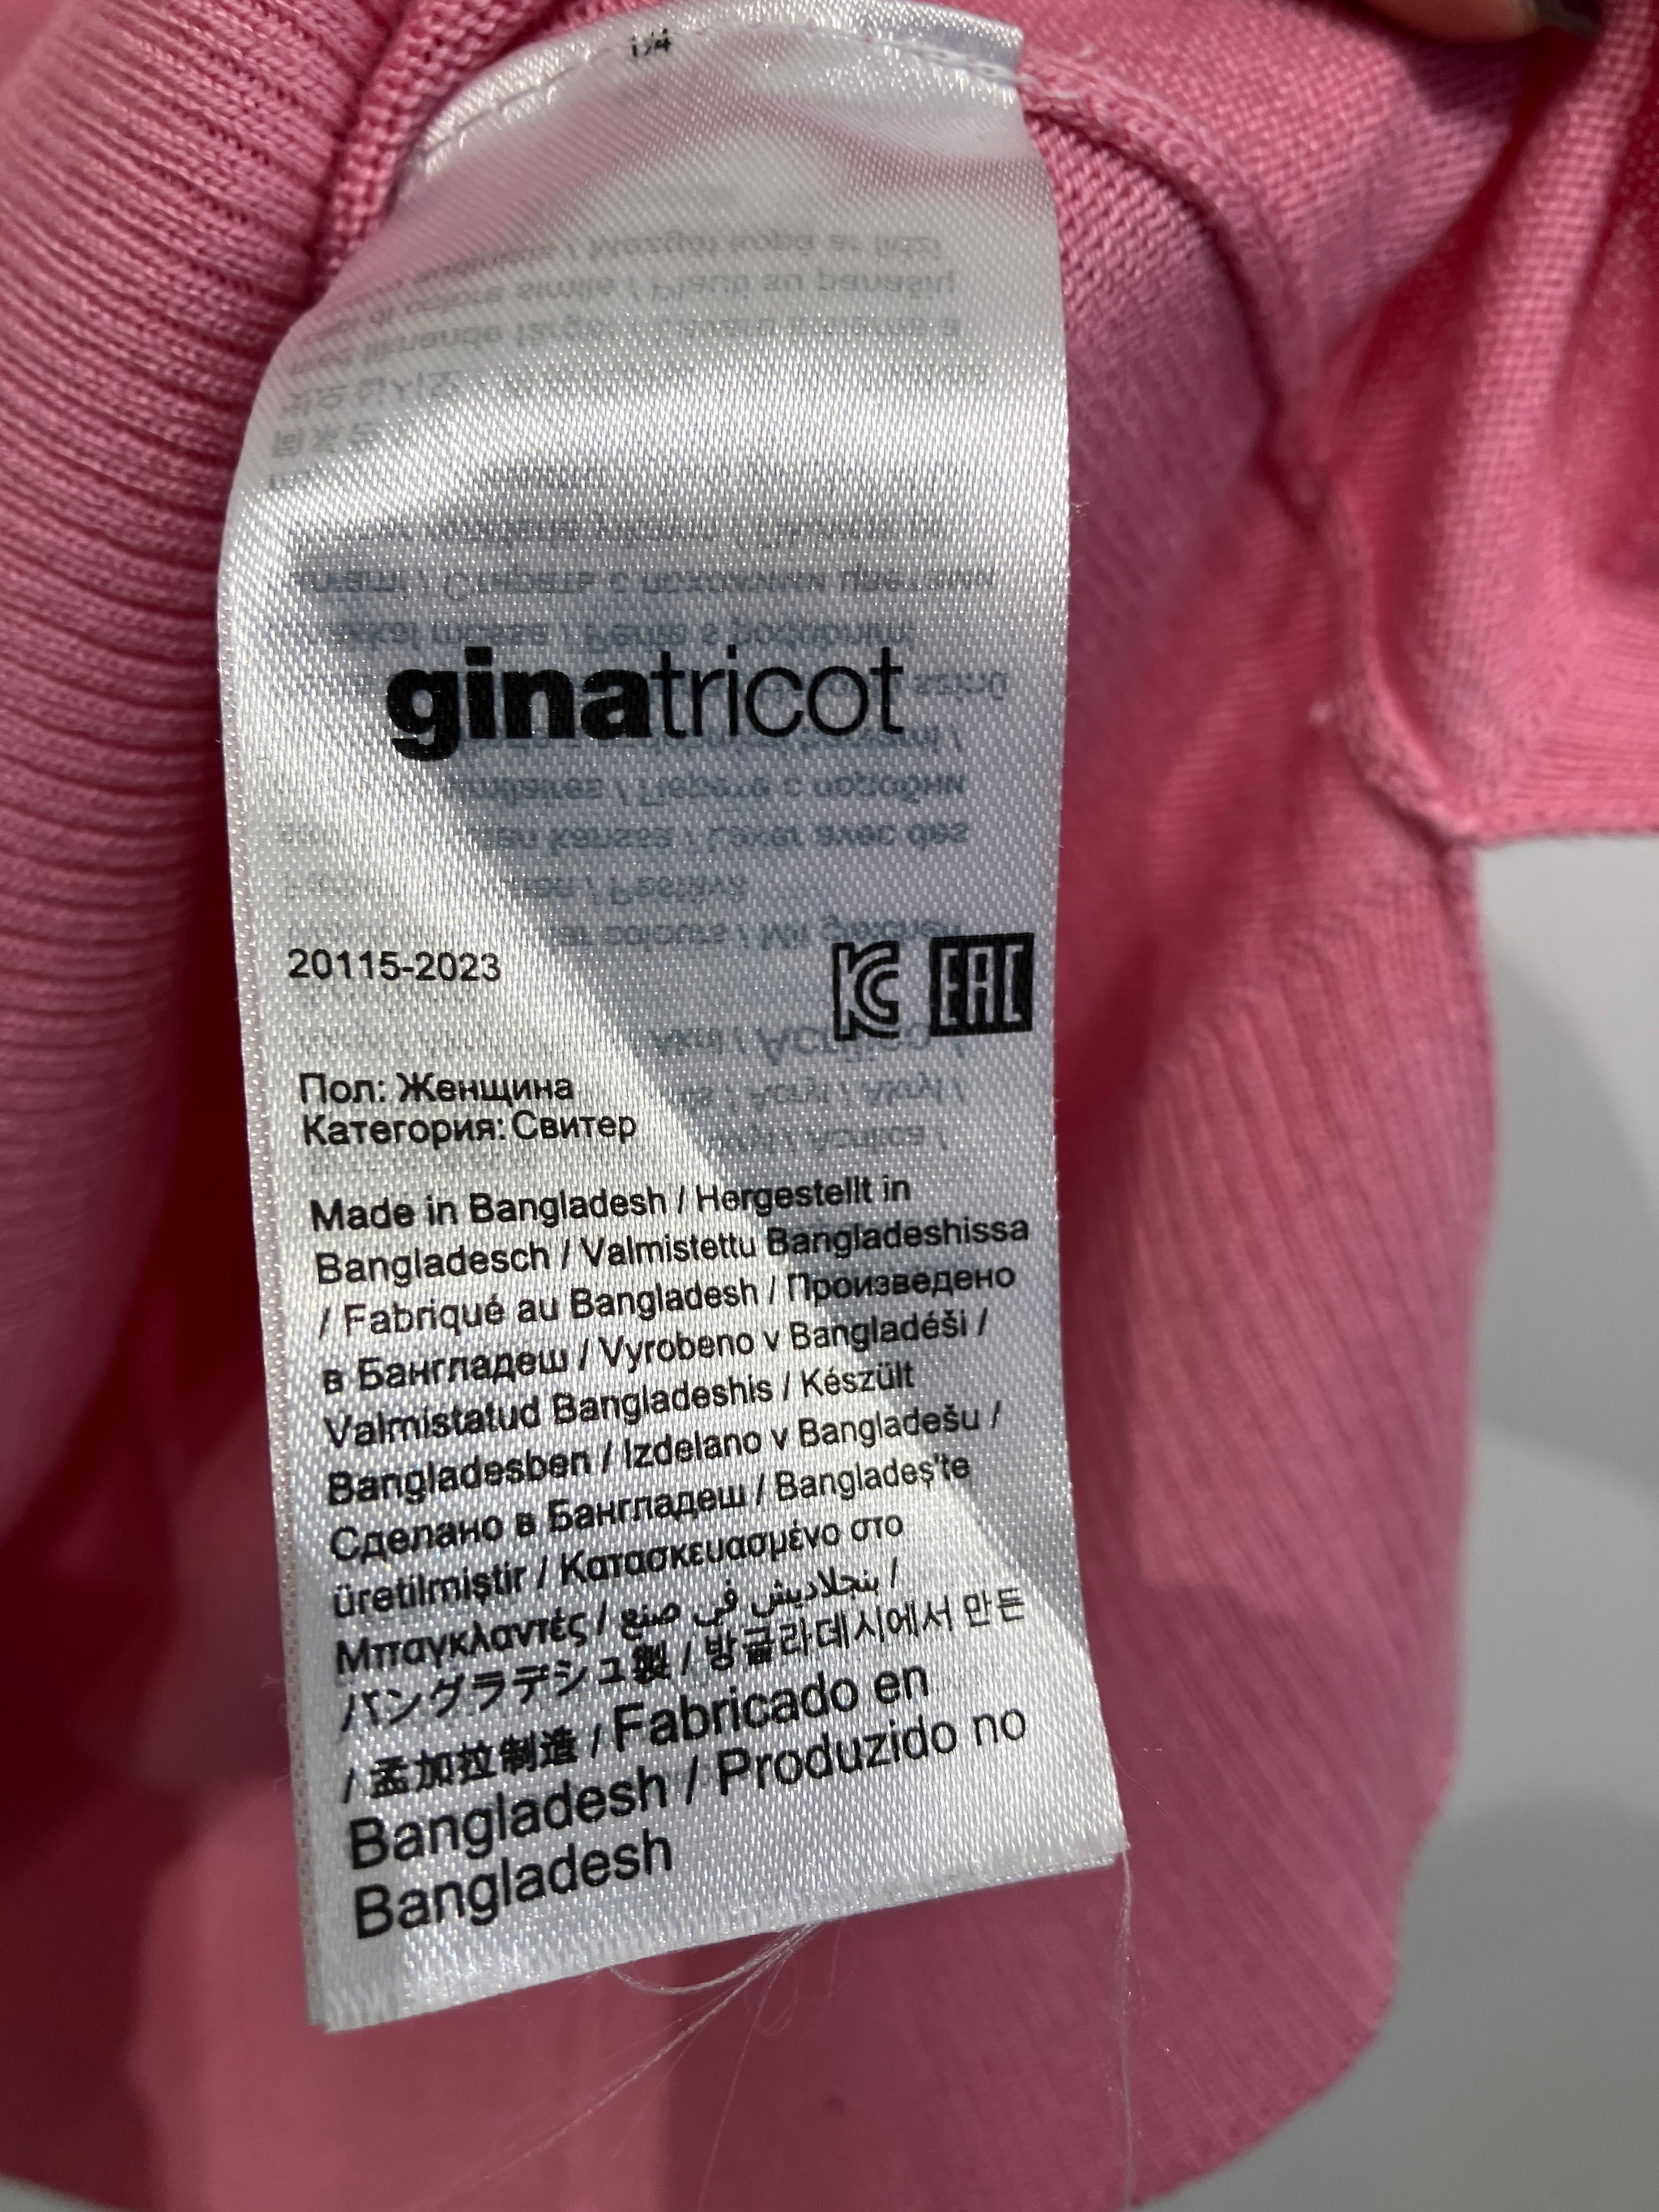 ginatricot
20115-2023
KC EAC
Пол: Женщина
Категория: Свитер
Made in Bangladesh / Hergestellt in
Bangladesch / Valmistettu Bangladeshissa
/ Fabriqué au Bangladesh / Произведено
в Бангладеш / Vyrobeno v Bangladéši /
Valmistatud Bangladeshis / Készült
Bangladesben / Izdelano v Bangladešu /
Сделано в Бангладеш / Bangladeş'te
üretilmiştir / Κατασκευασμένο στο
Μπαγκλαντές / بنجلاديش في صنع /
バングラデシュ製 / 방글라데시에서 만든
/ 孟加拉制造 / Fabricado en
Bangladesh / Produzido no
Bangladesh